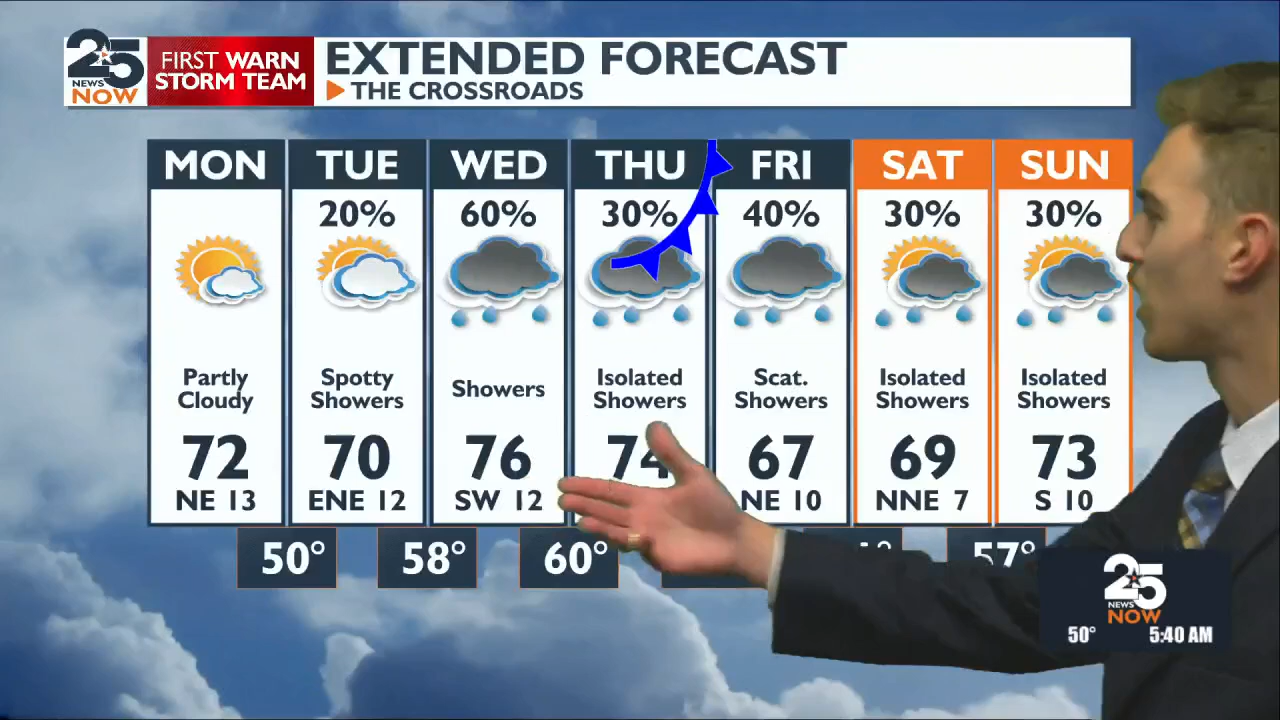 25
NEWS
NOW
FIRST WARN
STORM TEAM
EXTENDED FORECAST
THE CROSSROADS
MON TUE WED THU FRI SAT SUN
20% 60% 30% 40% 30% 30%
Partly
Cloudy
Spotty
Showers
Showers
Isolated
Showers
Scat.
Showers
Isolated
Showers
Isolated
Showers
72 70 76 74 67 69 73
NE 13 ENE 12 SW 12 NE 10 NNE 7 S 10
50° 58° 60° 57°
25
NEWS
NOW
50° 5:40 AM